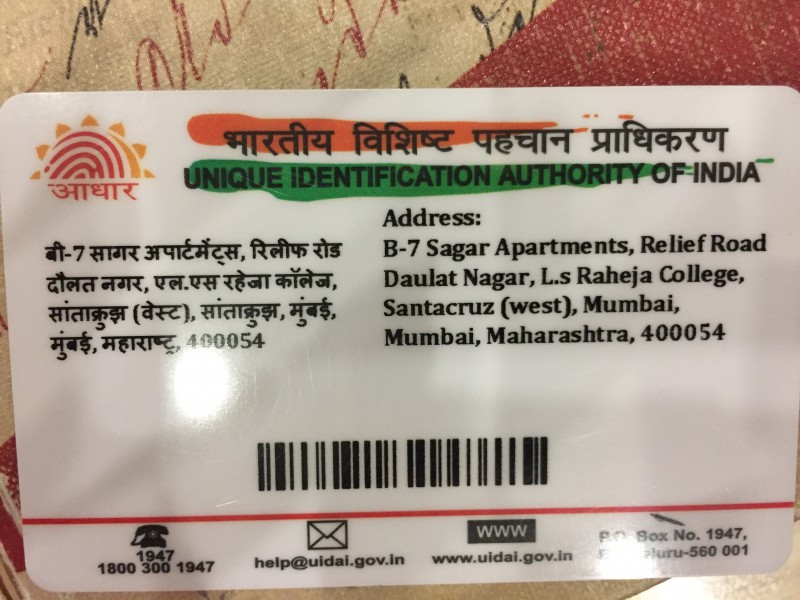 भारतीय विशिष्ट पहचान प्राधिकरण
UNIQUE IDENTIFICATION AUTHORITY OF INDIA
आधार
बी-7 सागर अपार्टमेंट्स, रिलीफ रोड
दौलत नगर, एल.एस रहेजा कॉलेज,
सांताक्रुझ (वेस्ट), सांताक्रुझ, मुंबई,
मुंबई, महाराष्ट्र, 400054
Address:
B-7 Sagar Apartments, Relief Road
Daulat Nagar, L.s Raheja College,
Santacruz (west), Mumbai,
Mumbai, Maharashtra, 400054
1947
1800 300 1947
help@uidai.gov.in
WWW
www.uidai.gov.in
P.O. Box No. 1947,
560 001